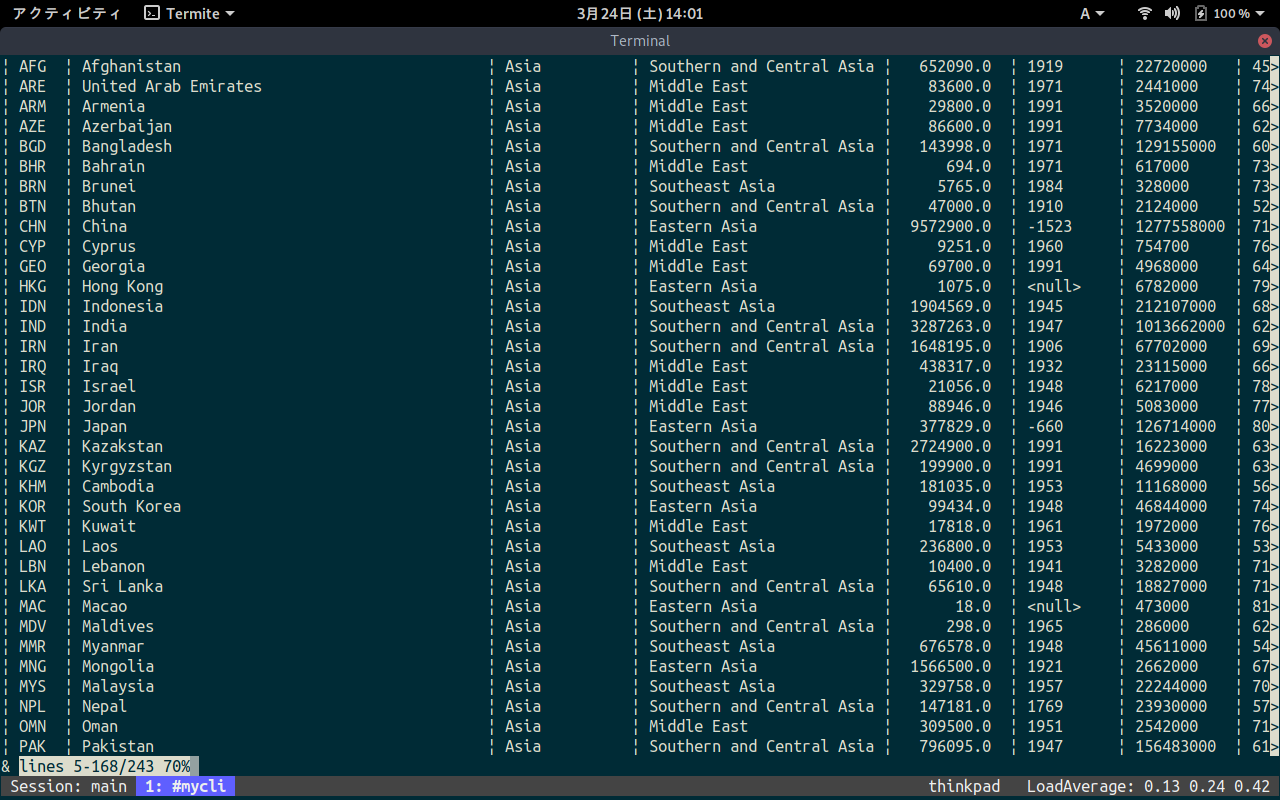 アクティビティ Termite 3月24日 (土) 14:01 A 100 %
Terminal
¦ AFG ¦ Afghanistan ¦ Asia ¦ Southern and Central Asia ¦ 652090.0 ¦ 1919 ¦ 22720000 ¦ 45>
¦ ARE ¦ United Arab Emirates ¦ Asia ¦ Middle East ¦ 83600.0 ¦ 1971 ¦ 2441000 ¦ 74>
¦ ARM ¦ Armenia ¦ Asia ¦ Middle East ¦ 29800.0 ¦ 1991 ¦ 3520000 ¦ 66>
¦ AZE ¦ Azerbaijan ¦ Asia ¦ Middle East ¦ 86600.0 ¦ 1991 ¦ 7734000 ¦ 62>
¦ BGD ¦ Bangladesh ¦ Asia ¦ Southern and Central Asia ¦ 143998.0 ¦ 1971 ¦ 129155000 ¦ 60>
¦ BHR ¦ Bahrain ¦ Asia ¦ Middle East ¦ 694.0 ¦ 1971 ¦ 617000 ¦ 73>
¦ BRN ¦ Brunei ¦ Asia ¦ Southeast Asia ¦ 5765.0 ¦ 1984 ¦ 328000 ¦ 73>
¦ BTN ¦ Bhutan ¦ Asia ¦ Southern and Central Asia ¦ 47000.0 ¦ 1910 ¦ 2124000 ¦ 52>
¦ CHN ¦ China ¦ Asia ¦ Eastern Asia ¦ 9572900.0 ¦ -1523 ¦ 1277558000 ¦ 71>
¦ CYP ¦ Cyprus ¦ Asia ¦ Middle East ¦ 9251.0 ¦ 1960 ¦ 754700 ¦ 76>
¦ GEO ¦ Georgia ¦ Asia ¦ Middle East ¦ 69700.0 ¦ 1991 ¦ 4968000 ¦ 64>
¦ HKG ¦ Hong Kong ¦ Asia ¦ Eastern Asia ¦ 1075.0 ¦ <null> ¦ 6782000 ¦ 79>
¦ IDN ¦ Indonesia ¦ Asia ¦ Southeast Asia ¦ 1904569.0 ¦ 1945 ¦ 212107000 ¦ 68>
¦ IND ¦ India ¦ Asia ¦ Southern and Central Asia ¦ 3287263.0 ¦ 1947 ¦ 1013662000 ¦ 62>
¦ IRN ¦ Iran ¦ Asia ¦ Southern and Central Asia ¦ 1648195.0 ¦ 1906 ¦ 67702000 ¦ 69>
¦ IRQ ¦ Iraq ¦ Asia ¦ Middle East ¦ 438317.0 ¦ 1932 ¦ 23115000 ¦ 66>
¦ ISR ¦ Israel ¦ Asia ¦ Middle East ¦ 21056.0 ¦ 1948 ¦ 6217000 ¦ 78>
¦ JOR ¦ Jordan ¦ Asia ¦ Middle East ¦ 88946.0 ¦ 1946 ¦ 5083000 ¦ 77>
¦ JPN ¦ Japan ¦ Asia ¦ Eastern Asia ¦ 377829.0 ¦ -660 ¦ 126714000 ¦ 80>
¦ KAZ ¦ Kazakstan ¦ Asia ¦ Southern and Central Asia ¦ 2724900.0 ¦ 1991 ¦ 16223000 ¦ 63>
¦ KGZ ¦ Kyrgyzstan ¦ Asia ¦ Southern and Central Asia ¦ 199900.0 ¦ 1991 ¦ 4699000 ¦ 63>
¦ KHM ¦ Cambodia ¦ Asia ¦ Southeast Asia ¦ 181035.0 ¦ 1953 ¦ 11168000 ¦ 56>
¦ KOR ¦ South Korea ¦ Asia ¦ Eastern Asia ¦ 99434.0 ¦ 1948 ¦ 46844000 ¦ 74>
¦ KWT ¦ Kuwait ¦ Asia ¦ Middle East ¦ 17818.0 ¦ 1961 ¦ 1972000 ¦ 76>
¦ LAO ¦ Laos ¦ Asia ¦ Southeast Asia ¦ 236800.0 ¦ 1953 ¦ 5433000 ¦ 53>
¦ LBN ¦ Lebanon ¦ Asia ¦ Middle East ¦ 10400.0 ¦ 1941 ¦ 3282000 ¦ 71>
¦ LKA ¦ Sri Lanka ¦ Asia ¦ Southern and Central Asia ¦ 65610.0 ¦ 1948 ¦ 18827000 ¦ 71>
¦ MAC ¦ Macao ¦ Asia ¦ Eastern Asia ¦ 18.0 ¦ <null> ¦ 473000 ¦ 81>
¦ MDV ¦ Maldives ¦ Asia ¦ Southern and Central Asia ¦ 298.0 ¦ 1965 ¦ 286000 ¦ 62>
¦ MMR ¦ Myanmar ¦ Asia ¦ Southeast Asia ¦ 676578.0 ¦ 1948 ¦ 45611000 ¦ 54>
¦ MNG ¦ Mongolia ¦ Asia ¦ Eastern Asia ¦ 1566500.0 ¦ 1921 ¦ 2662000 ¦ 67>
¦ MYS ¦ Malaysia ¦ Asia ¦ Southeast Asia ¦ 329758.0 ¦ 1957 ¦ 22244000 ¦ 70>
¦ NPL ¦ Nepal ¦ Asia ¦ Southern and Central Asia ¦ 147181.0 ¦ 1769 ¦ 23930000 ¦ 57>
¦ OMN ¦ Oman ¦ Asia ¦ Middle East ¦ 309500.0 ¦ 1951 ¦ 2542000 ¦ 71>
¦ PAK ¦ Pakistan ¦ Asia ¦ Southern and Central Asia ¦ 796095.0 ¦ 1947 ¦ 156483000 ¦ 61>
& lines 5-168/243 70%
Session: main 1: #mycli thinkpad LoadAverage: 0.13 0.24 0.42